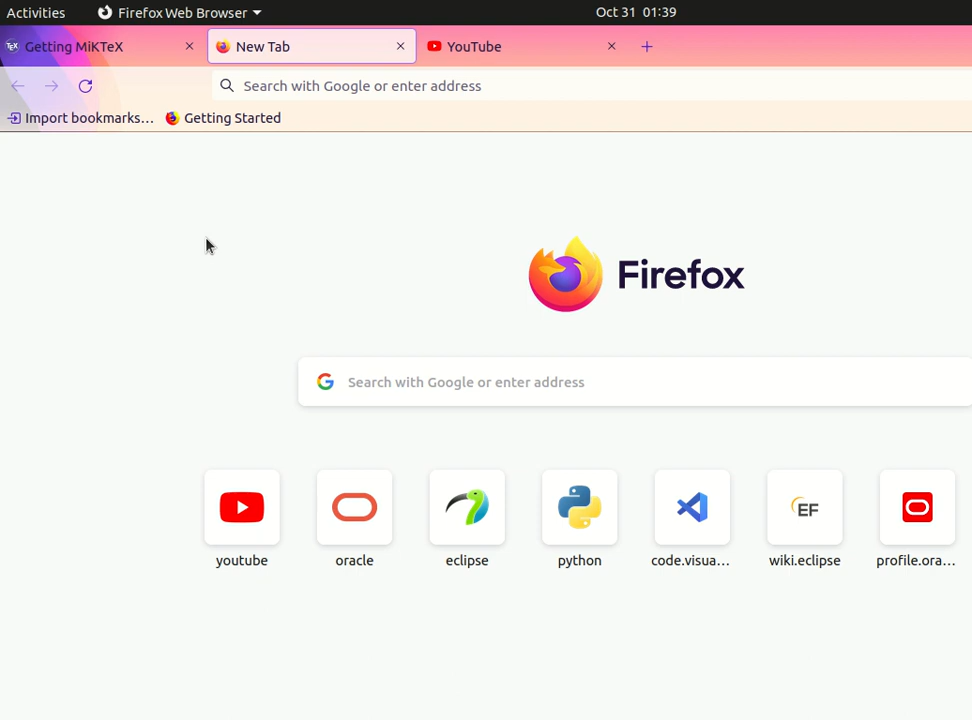 Activities Firefox Web Browser Oct 31 01:39
TEX Getting MiKTeX New Tab YouTube
Search with Google or enter address
Import bookmarks... Getting Started
Firefox
Search with Google or enter address
EF
youtube oracle eclipse python code.visua... wiki.eclipse profile.ora...